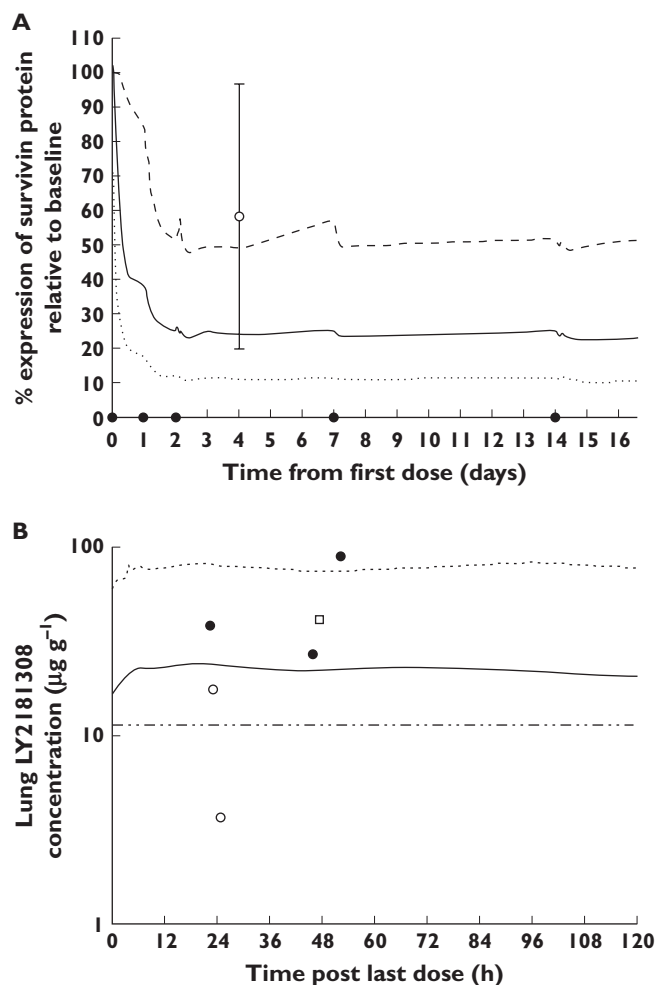 A
% expression of survivin protein
relative to baseline
110
100
90
80
70
60
50
40
30
20
10
0
0 1 2 3 4 5 6 7 8 9 10 11 12 13 14 15 16
Time from first dose (days)
B
Lung LY2181308
concentration (µg g⁻¹)
100
10
1
0 12 24 36 48 60 72 84 96 108 120
Time post last dose (h)